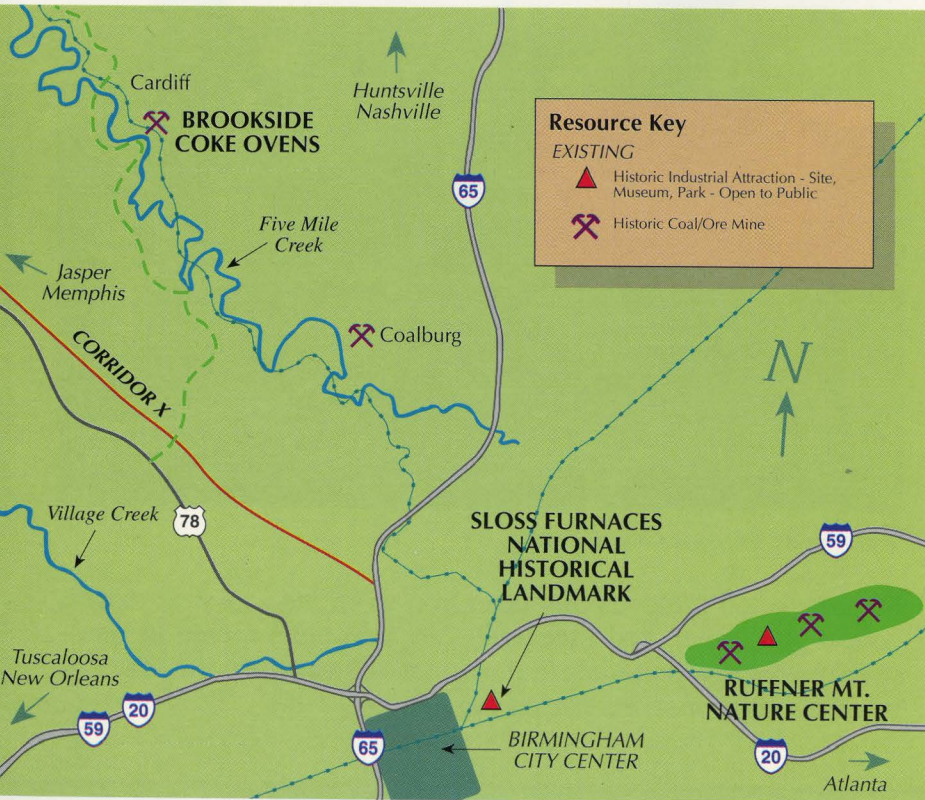 Cardiff
BROOKSIDE
COKE OVENS
Huntsville
Nashville
65
Resource Key
EXISTING
Historic Industrial Attraction - Site,
Museum, Park - Open to Public
Historic Coal/Ore Mine
Five Mile
Creek
Jasper
Memphis
CORRIDOR X
Coalburg
N
Village Creek
78
SLOSS FURNACES
NATIONAL
HISTORICAL
LANDMARK
59
Tuscaloosa
New Orleans
59
20
65
BIRMINGHAM
CITY CENTER
RUFFNER MT.
NATURE CENTER
20
Atlanta